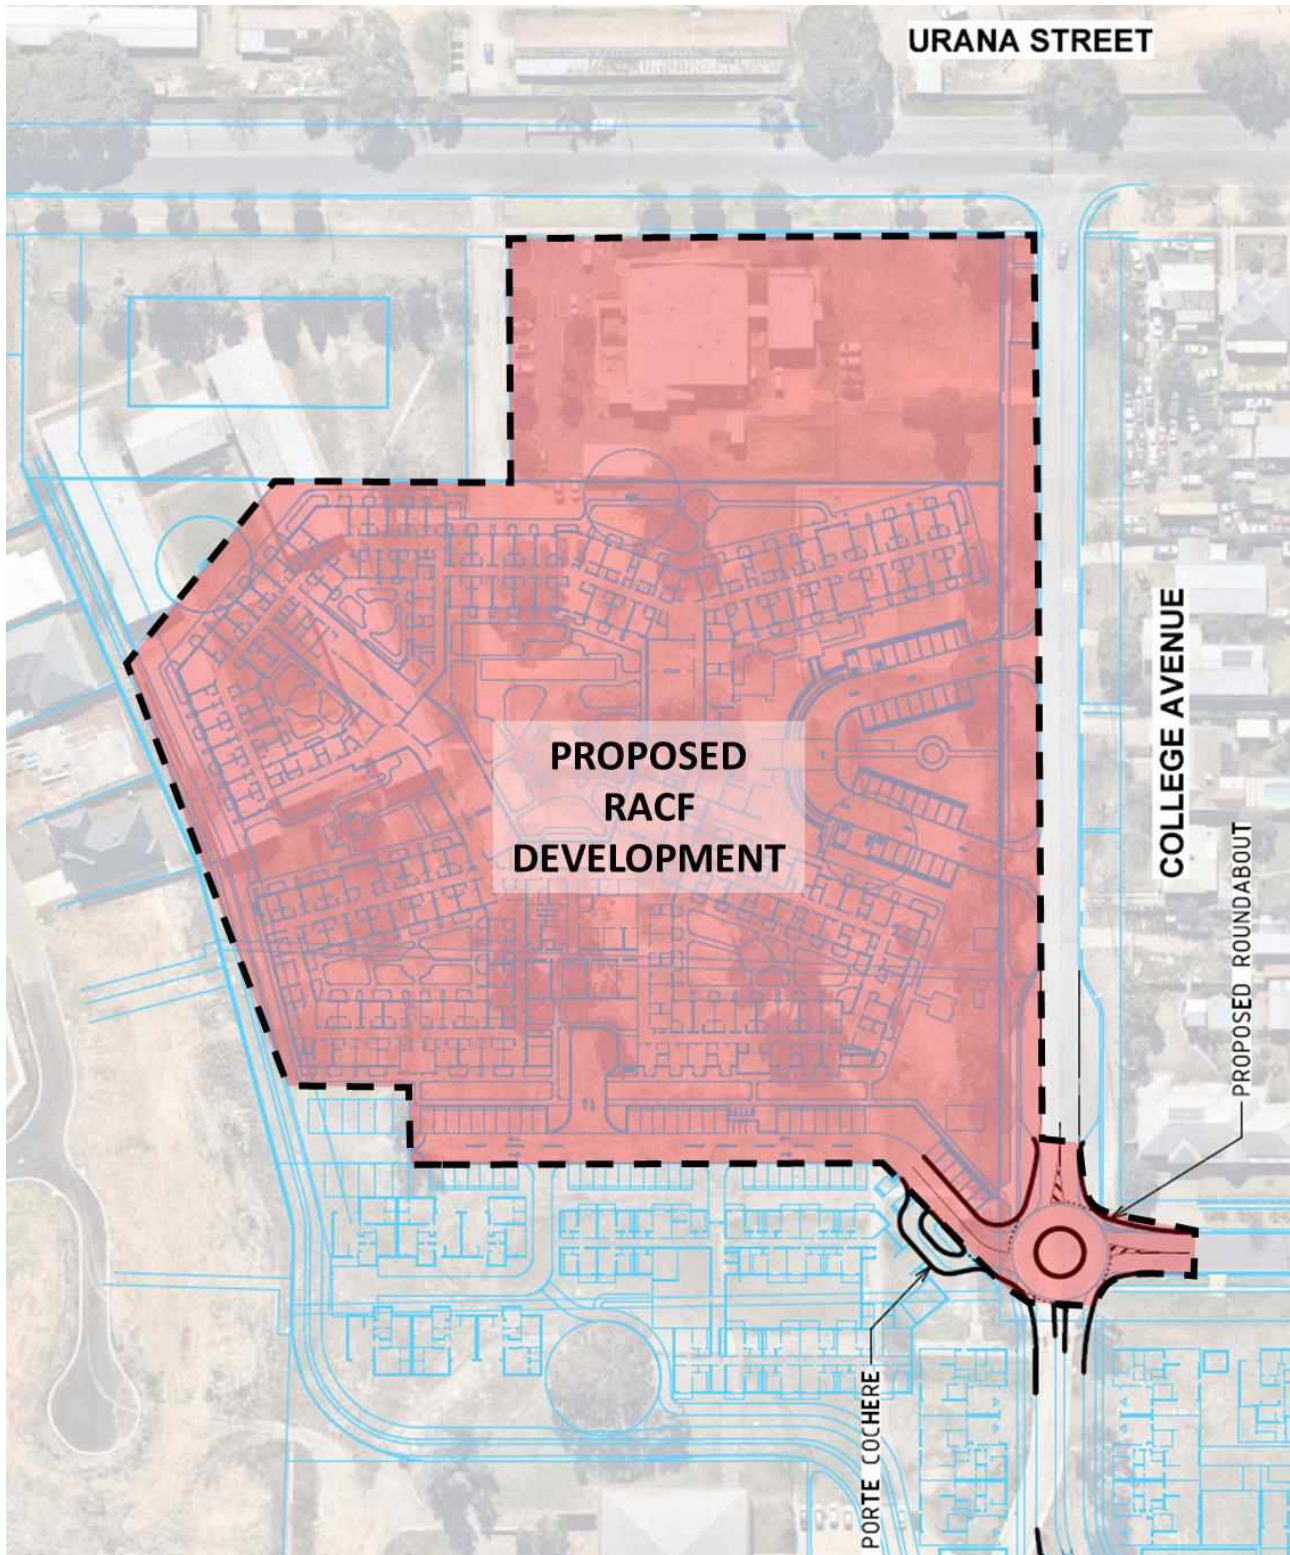 URANA STREET
PROPOSED
RACF
DEVELOPMENT
COLLEGE AVENUE
PROPOSED ROUNDABOUT
PORTE COCHERE